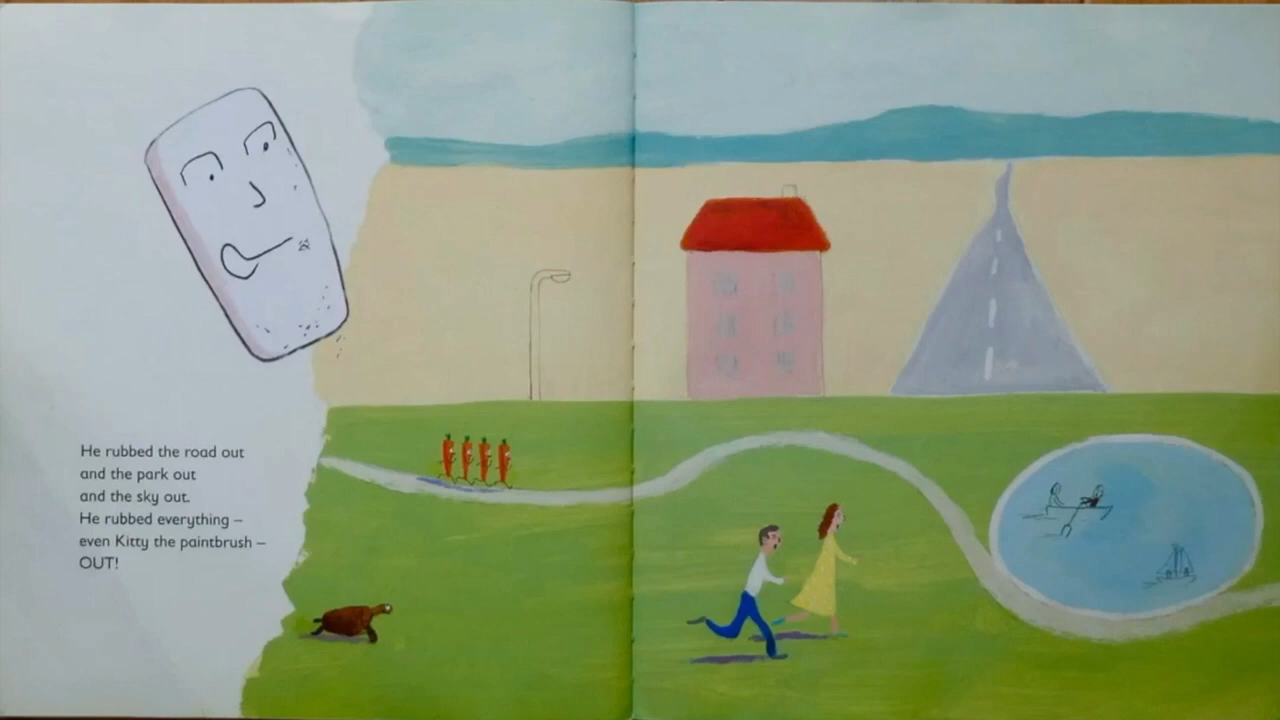 He rubbed the road out
and the park out
and the sky out.
He rubbed everything –
even Kitty the paintbrush –
OUT!